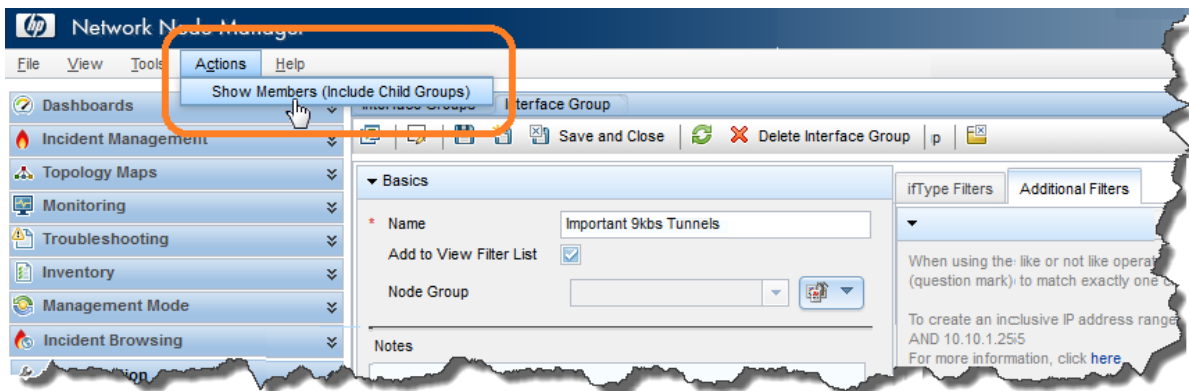 hp Network Node Manager
File View Tools Actions Help
Show Members (Include Child Groups)
Dashboards
Interface Groups Interface Group
Incident Management
Save and Close Delete Interface Group p
Topology Maps
Basics
ifType Filters Additional Filters
Monitoring
* Name Important 9kbs Tunnels
Troubleshooting
Add to View Filter List
When using the like or not like
Inventory
(question mark) to match exactly one
Node Group
Management Mode
To create an inclusive IP address range
Incident Browsing
AND 10.10.1.255
Notes
For more information, click here